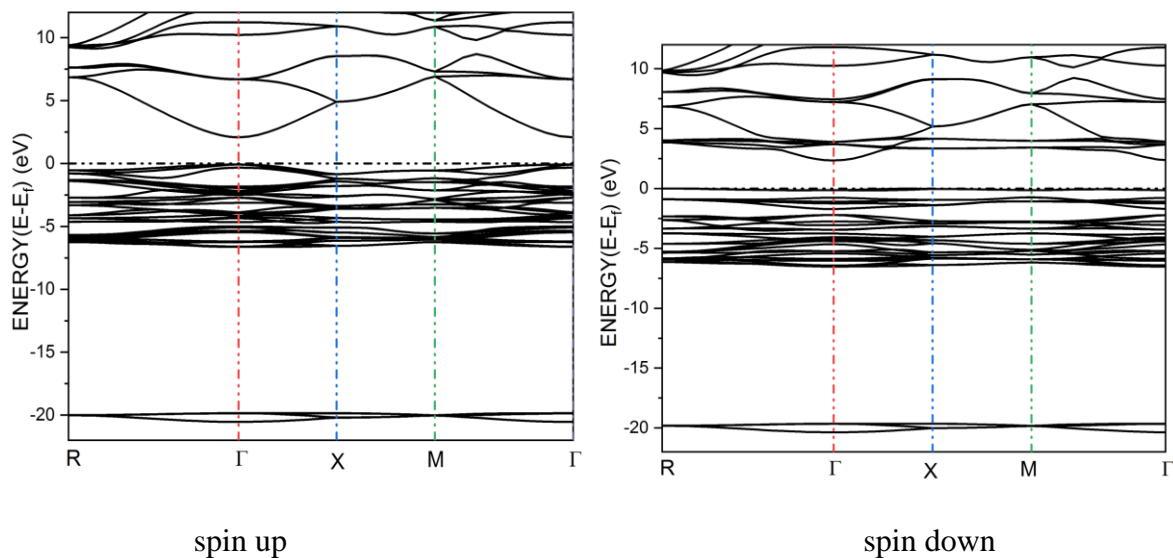 ENERGY(E-E_f) (eV)
10
5
0
-5
-10
-15
-20
R Γ X M Γ
spin up
ENERGY(E-E_f) (eV)
10
5
0
-5
-10
-15
-20
R Γ X M Γ
spin down